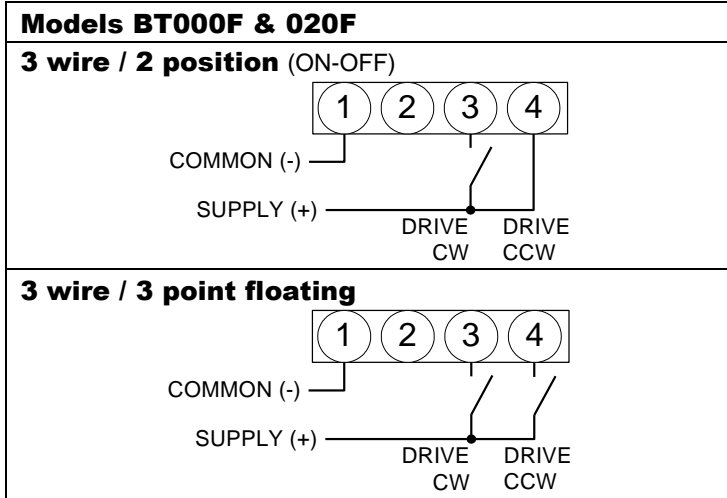 Models BT000F & 020F
3 wire / 2 position (ON-OFF)
1 2 3 4
COMMON (-)
SUPPLY (+)
DRIVE DRIVE
CW CCW
3 wire / 3 point floating
1 2 3 4
COMMON (-)
SUPPLY (+)
DRIVE DRIVE
CW CCW